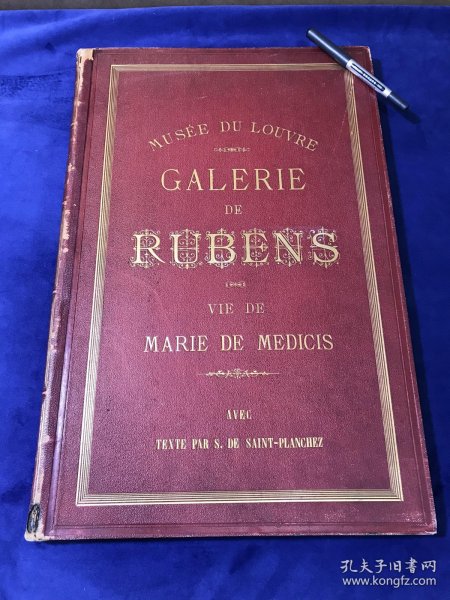 MUSÉE DU LOUVRE
GALERIE
DE
RUBENS
VIE DE
MARIE DE MEDICIS
AVEC
TEXTE PAR S. DE SAINT-PLANCHEZ
孔夫子旧书网
www.kongfz.com